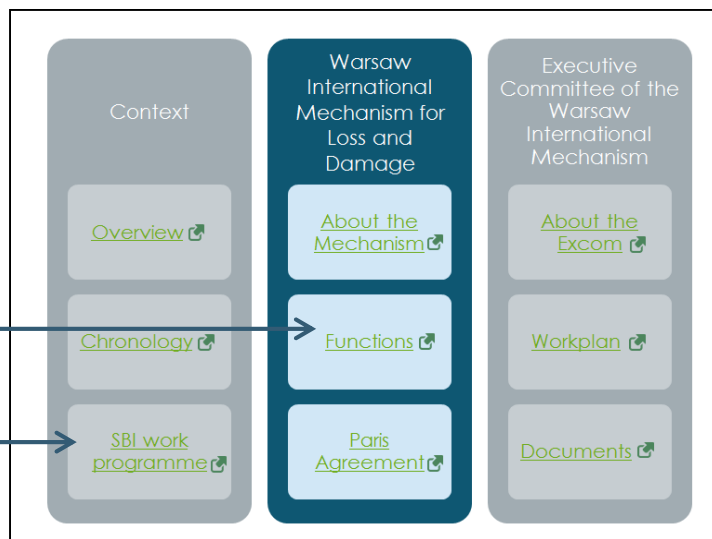 Context
Overview
Chronology
SBI work
programme
Warsaw
International
Mechanism for
Loss and
Damage
About the
Mechanism
Functions
Paris
Agreement
Executive
Committee of the
Warsaw
International
Mechanism
About the
Excom
Workplan
Documents